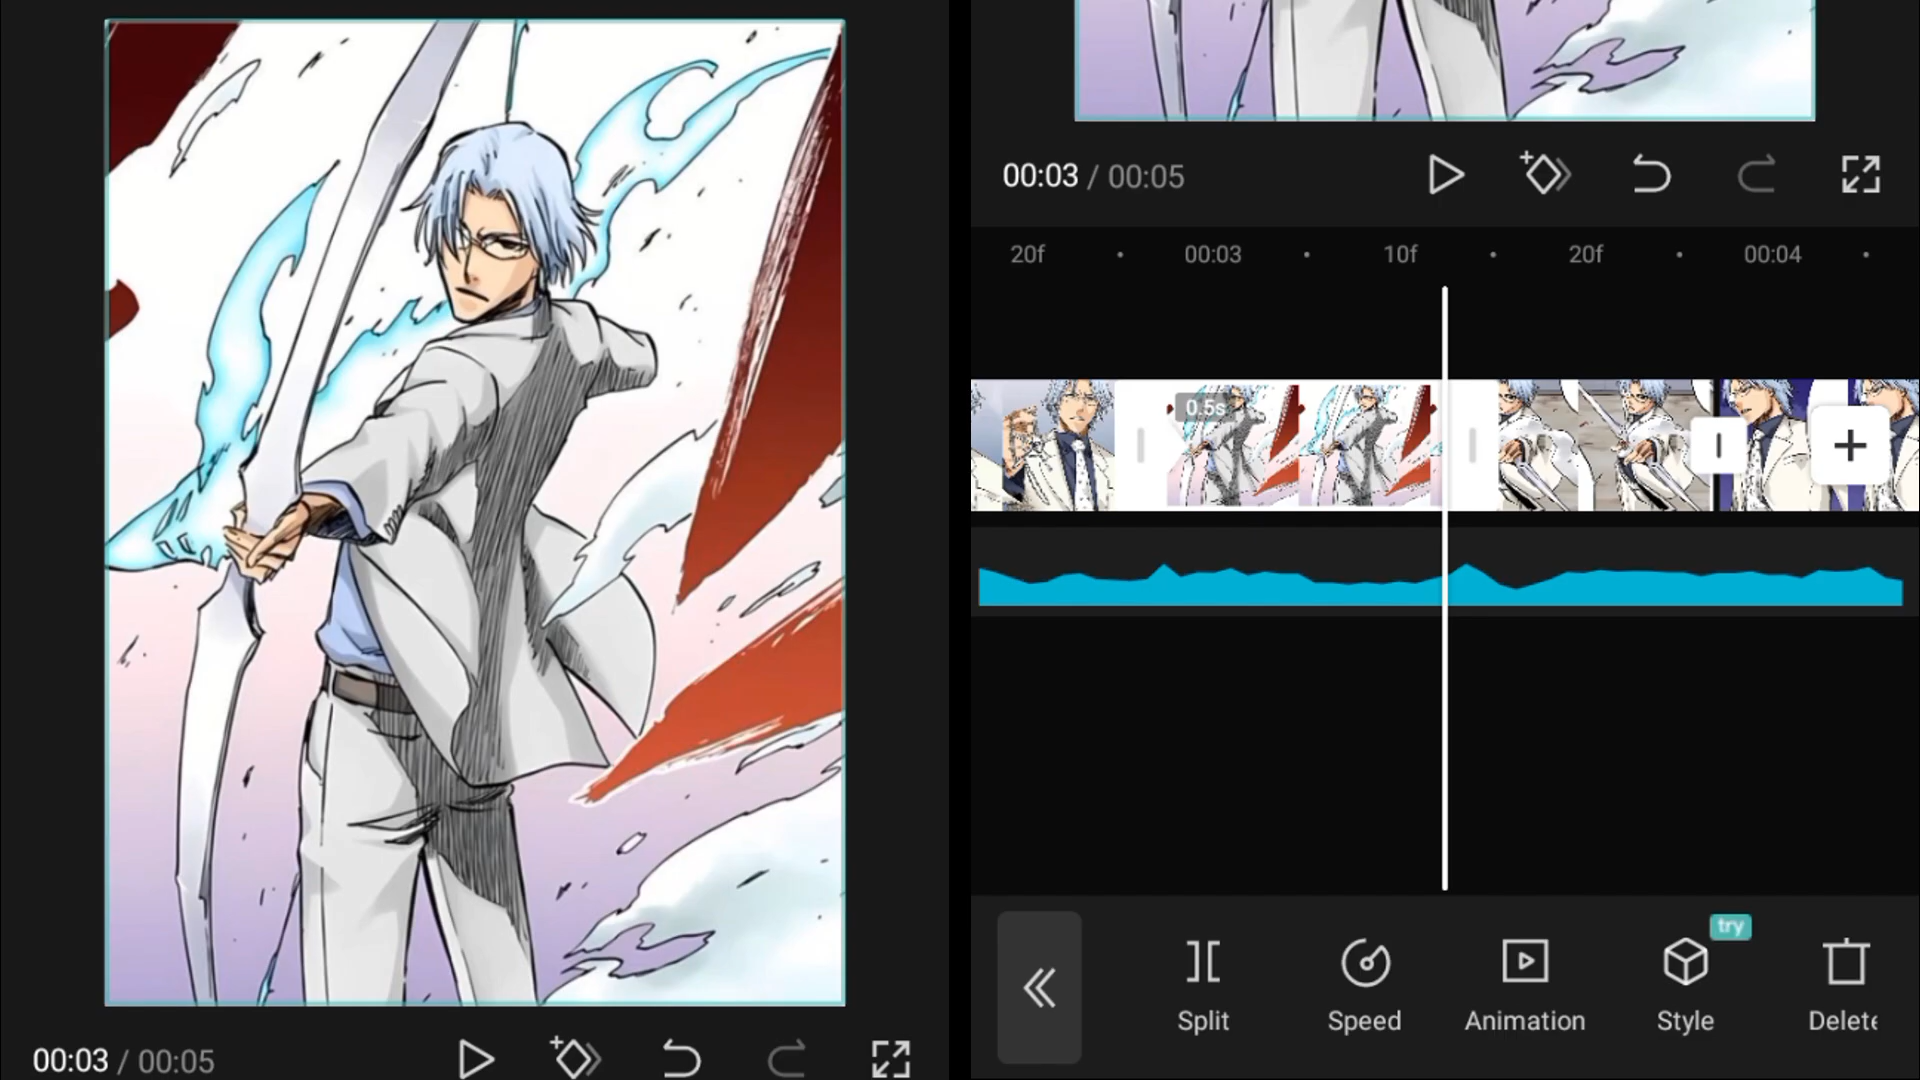 00:03 / 00:05
00:03 / 00:05
20f 00:03 10f 20f 00:04
0.5s
try
Split Speed Animation Style Delete